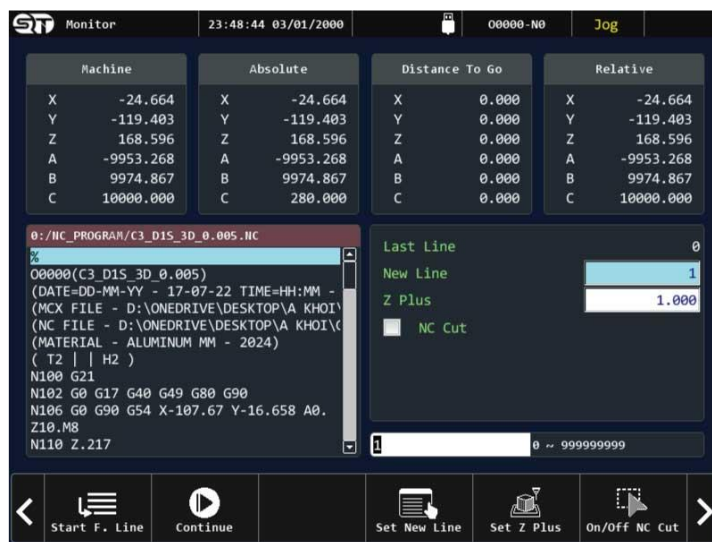 SJT Monitor 23:48:44 03/01/2000 O0000-N0 Jog
Machine
X -24.664
Y -119.403
Z 168.596
A -9953.268
B 9974.867
C 10000.000
Absolute
X -24.664
Y -119.403
Z 168.596
A -9953.268
B 9974.867
C 280.000
Distance To Go
X 0.000
Y 0.000
Z 0.000
A 0.000
B 0.000
C 0.000
Relative
X -24.664
Y -119.403
Z 168.596
A -9953.268
B 9974.867
C 10000.000
0:/NC_PROGRAM/C3_D1S_3D_0.005.NC
%
O0000(C3_D1S_3D_0.005)
(DATE=DD-MM-YY - 17-07-22 TIME=HH:MM -
(MCX FILE - D:\ONEDRIVE\DESKTOP\A KHOI\
(NC FILE - D:\ONEDRIVE\DESKTOP\A KHOI\
(MATERIAL - ALUMINUM MM - 2024)
( T2 | | H2 )
N100 G21
N102 G0 G17 G40 G49 G80 G90
N106 G0 G90 G54 X-107.67 Y-16.658 A0.
Z10.M8
N110 Z.217
Last Line 0
New Line 1
Z Plus 1.000
NC Cut
1 0 ~ 999999999
Start F. Line
Continue
Set New Line
Set Z Plus
On/Off NC Cut